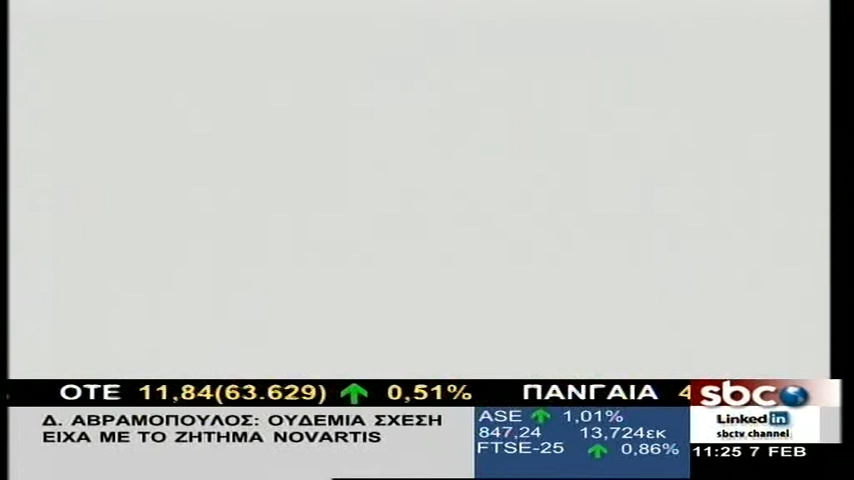 ΟΤΕ 11,84(63.629) 0,51% ΠΑΝΓΑΙΑ 4
sbc
Δ. ΑΒΡΑΜΟΠΟΥΛΟΣ: ΟΥΔΕΜΙΑ ΣΧΕΣΗ
ΕΙΧΑ ΜΕ ΤΟ ΖΗΤΗΜΑ NOVARTIS
ASE 1,01%
847,24 13,724εκ
FTSE-25 0,86%
Linked in
sbctv channel
11:25 7 FEB